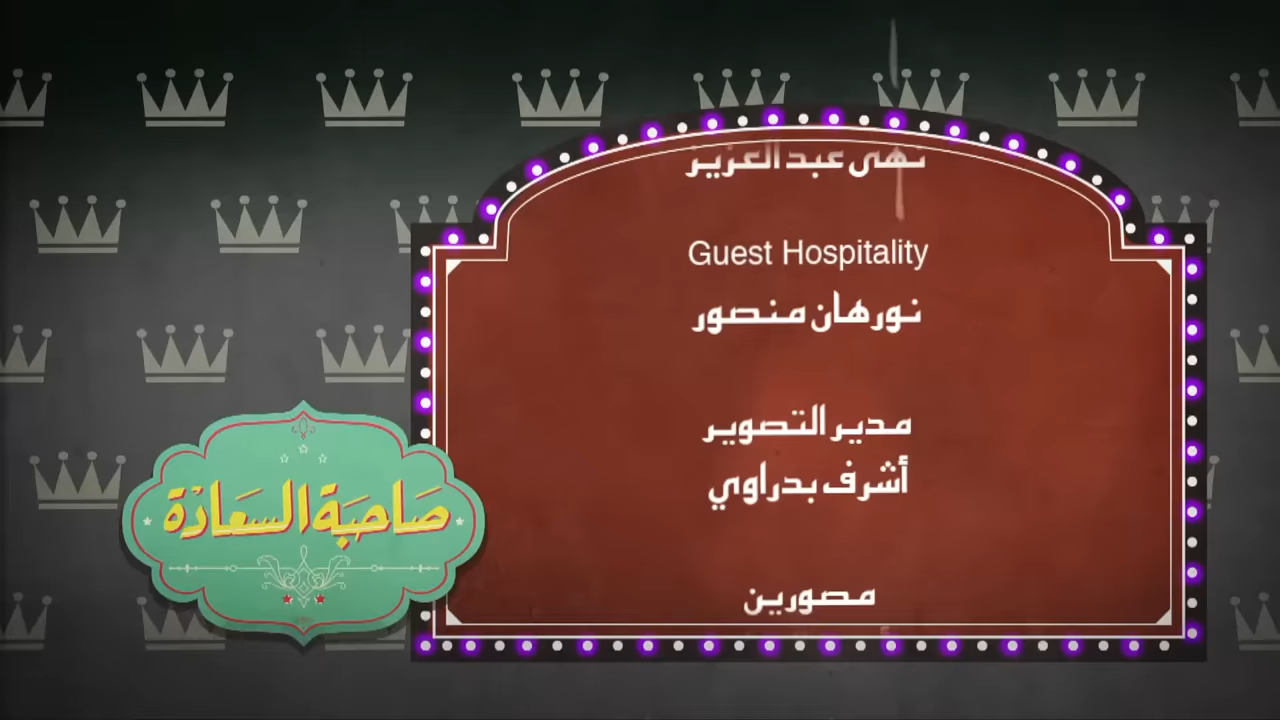 نهى عبد العزيز
Guest Hospitality
نورهان منصور
مدير التصوير
أشرف بدراوي
مصورين
صاحبة السعادة